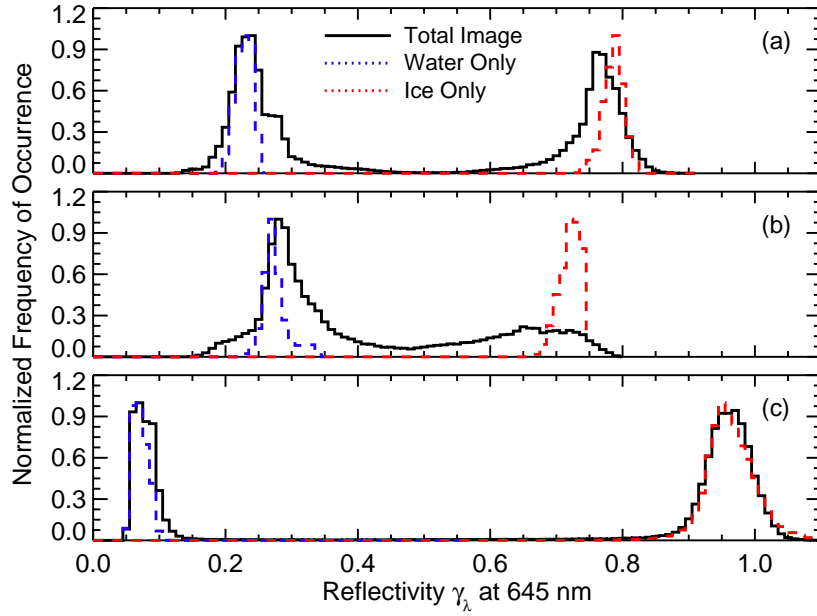 1.2
0.9
0.6
0.3
0.0
Total Image
Water Only
Ice Only
(a)
1.2
0.9
0.6
0.3
0.0
(b)
1.2
0.9
0.6
0.3
0.0
(c)
0.0 0.2 0.4 0.6 0.8 1.0
Reflectivity γλ at 645 nm
Normalized Frequency of Occurrence